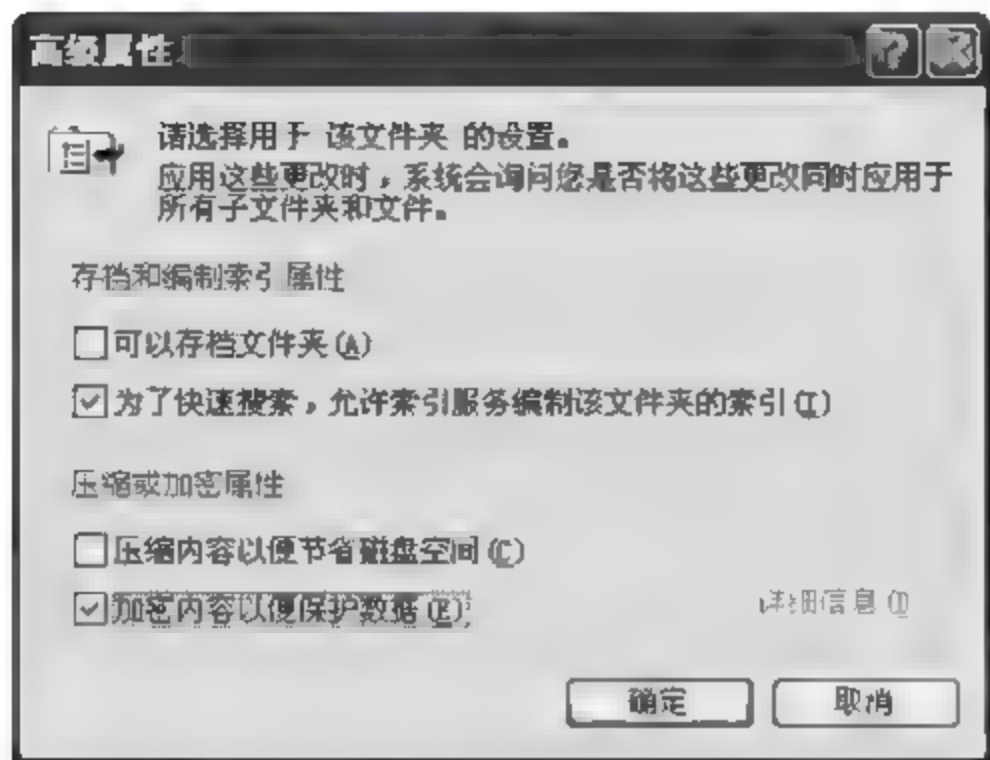 高级属性
请选择用于 该文件夹 的设置。
应用这些更改时，系统会询问您是否将这些更改同时应用于
所有子文件夹和文件。
存档和编制索引属性
可以存档文件夹(A)
为了快速搜索，允许索引服务编制该文件夹的索引(I)
压缩或加密属性
压缩内容以便节省磁盘空间(C)
加密内容以便保护数据(E)
详细信息(D
确定
取消